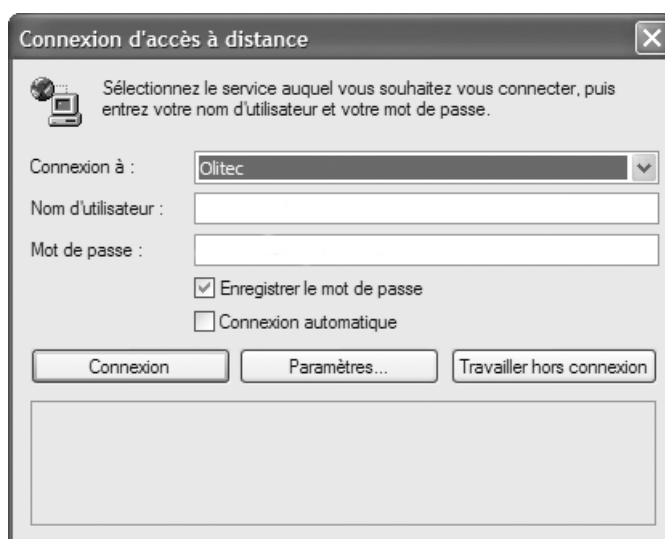 Connexion d'accès à distance
Sélectionnez le service auquel vous souhaitez vous connecter, puis
entrez votre nom d'utilisateur et votre mot de passe.
Connexion à :
Olitec
Nom d'utilisateur :
Mot de passe :
Enregistrer le mot de passe
Connexion automatique
Connexion
Paramètres...
Travailler hors connexion